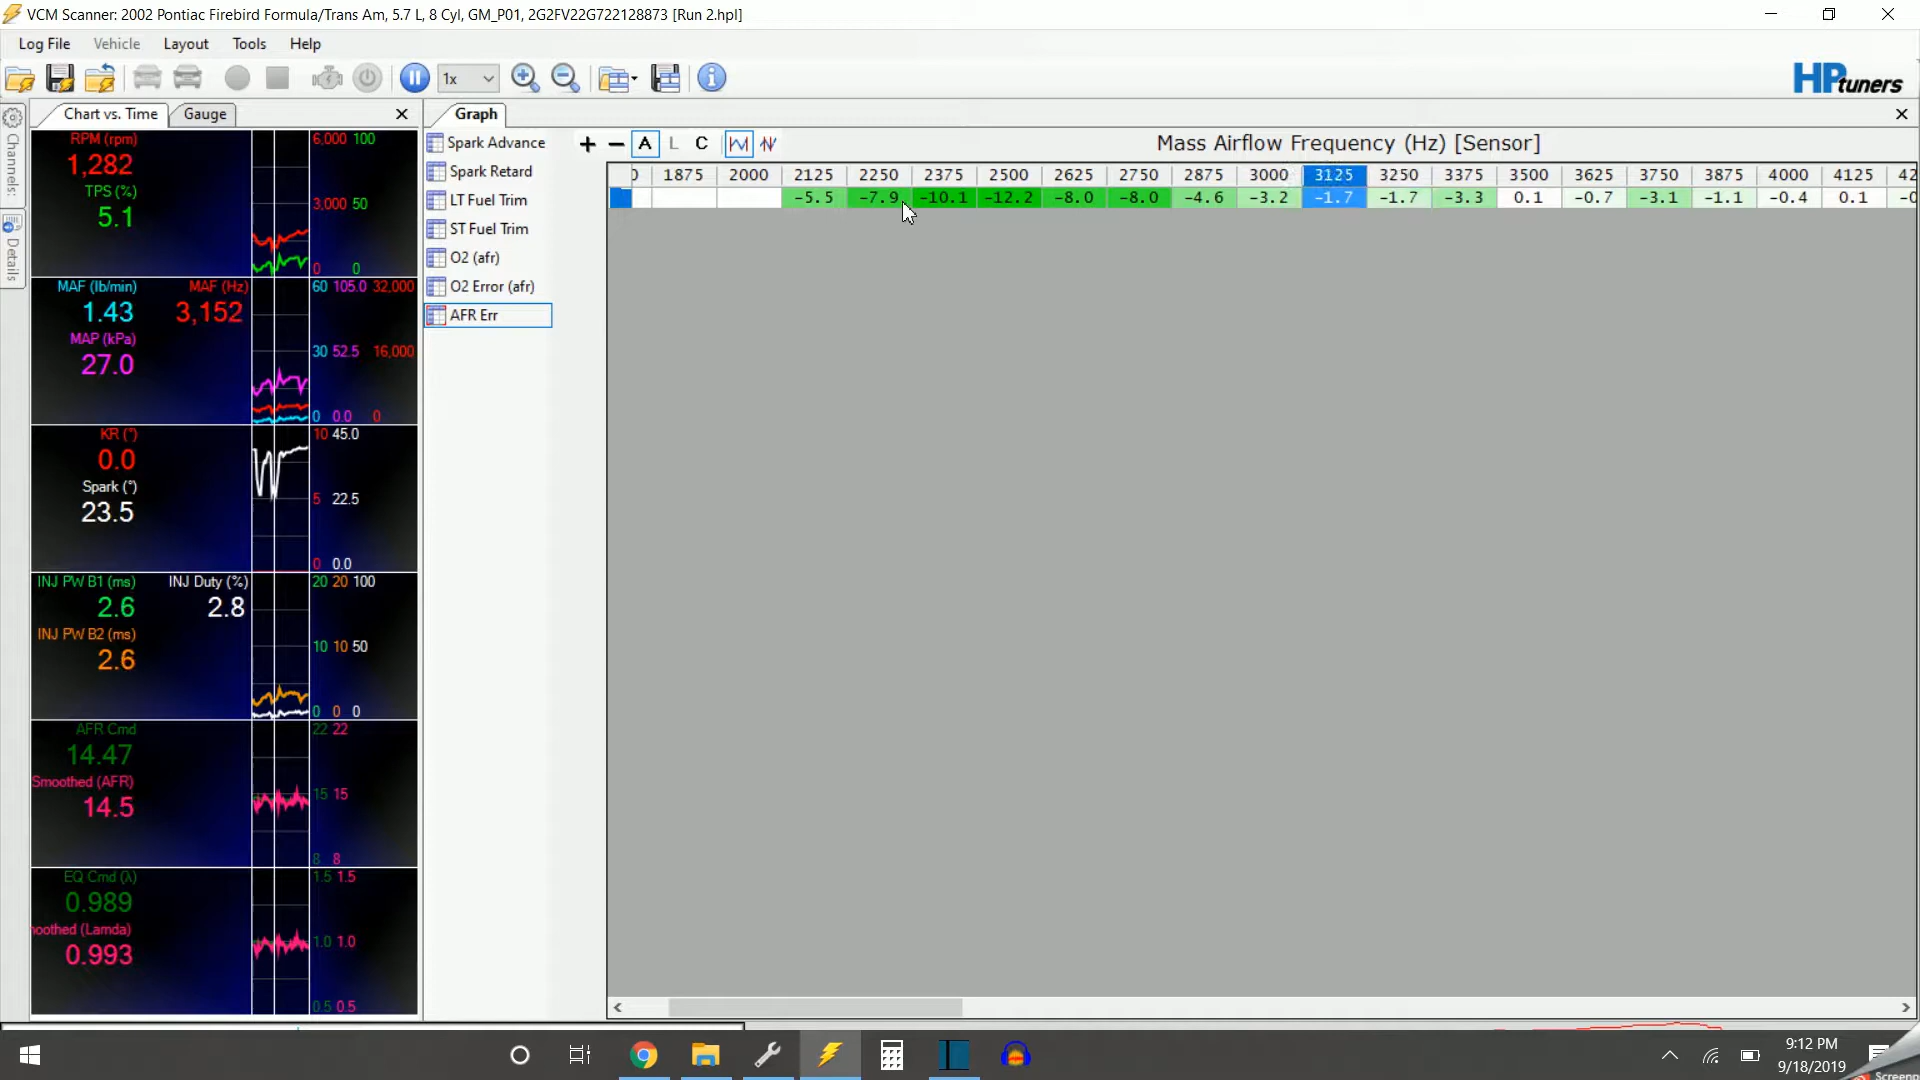 VCM Scanner: 2002 Pontiac Firebird Formula/Trans Am, 5.7 L, 8 Cyl, GM_P01, 2G2FV22G722128873 [Run 2.hpl]
Log File Vehicle Layout Tools Help
1x
HPtuners
Channels:
Details
Chart vs. Time Gauge
RPM (rpm) 6,000 100
1,282
TPS (%)
5.1
3,000 50
0 0
MAF (lb/min) MAF (Hz) 60 105.0 32,000
1.43 3,152
MAP (kPa) 30 52.5 16,000
27.0
0 0.0 0
KR (°) 10 45.0
0.0
Spark (°) 5 22.5
23.5
0 0.0
INJ PW B1 (ms) INJ Duty (%) 20 20 100
2.6 2.8
INJ PW B2 (ms) 10 10 50
2.6
0 0 0
AFR Cmd 22 22
14.47
Smoothed (AFR) 15 15
14.5
8 8
EQ Cmd (λ) 1.5 1.5
0.989
moothed (Lamda) 1.0 1.0
0.993
0.5 0.5
Graph
Spark Advance
Spark Retard
LT Fuel Trim
ST Fuel Trim
O2 (afr)
O2 Error (afr)
AFR Err
A L C
Mass Airflow Frequency (Hz) [Sensor]
1875 2000 2125 2250 2375 2500 2625 2750 2875 3000 3125 3250 3375 3500 3625 3750 3875 4000 4125 42
-5.5 -7.9 -10.1 -12.2 -8.0 -8.0 -4.6 -3.2 -1.7 -1.7 -3.3 0.1 -0.7 -3.1 -1.1 -0.4 0.1 -0
9:12 PM
9/18/2019